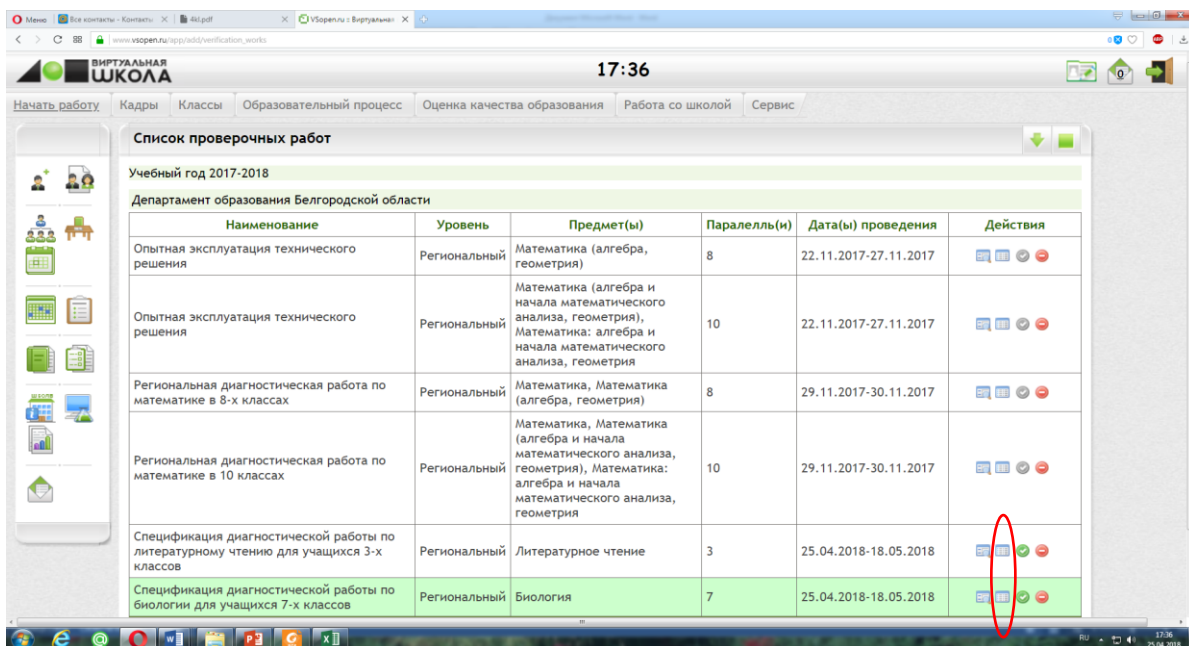 Меню
Все контакты - Контакты
4kl.pdf
VSopen.ru :: Виртуальная
www.vsopen.ru/app/add/verification_works
ВИРТУАЛЬНАЯ
ШКОЛА
17:36
0
Начать работу Кадры Классы Образовательный процесс Оценка качества образования Работа со школой Сервис
Список проверочных работ
Учебный год 2017-2018
Департамент образования Белгородской области
Наименование Уровень Предмет(ы) Паралелль(и) Дата(ы) проведения Действия
Опытная эксплуатация технического
решения
Региональный
Математика (алгебра,
геометрия)
8
22.11.2017-27.11.2017
Опытная эксплуатация технического
решения
Региональный
Математика (алгебра и
начала математического
анализа, геометрия),
Математика: алгебра и
начала математического
анализа, геометрия
10
22.11.2017-27.11.2017
Региональная диагностическая работа по
математике в 8-х классах
Региональный
Математика, Математика
(алгебра, геометрия)
8
29.11.2017-30.11.2017
Региональная диагностическая работа по
математике в 10 классах
Региональный
Математика, Математика
(алгебра и начала
математического анализа,
геометрия), Математика:
алгебра и начала
математического анализа,
геометрия
10
29.11.2017-30.11.2017
Спецификация диагностической работы по
литературному чтению для учащихся 3-х
классов
Региональный
Литературное чтение
3
25.04.2018-18.05.2018
Спецификация диагностической работы по
биологии для учащихся 7-х классов
Региональный
Биология
7
25.04.2018-18.05.2018
RU
17:36
25.04.2018